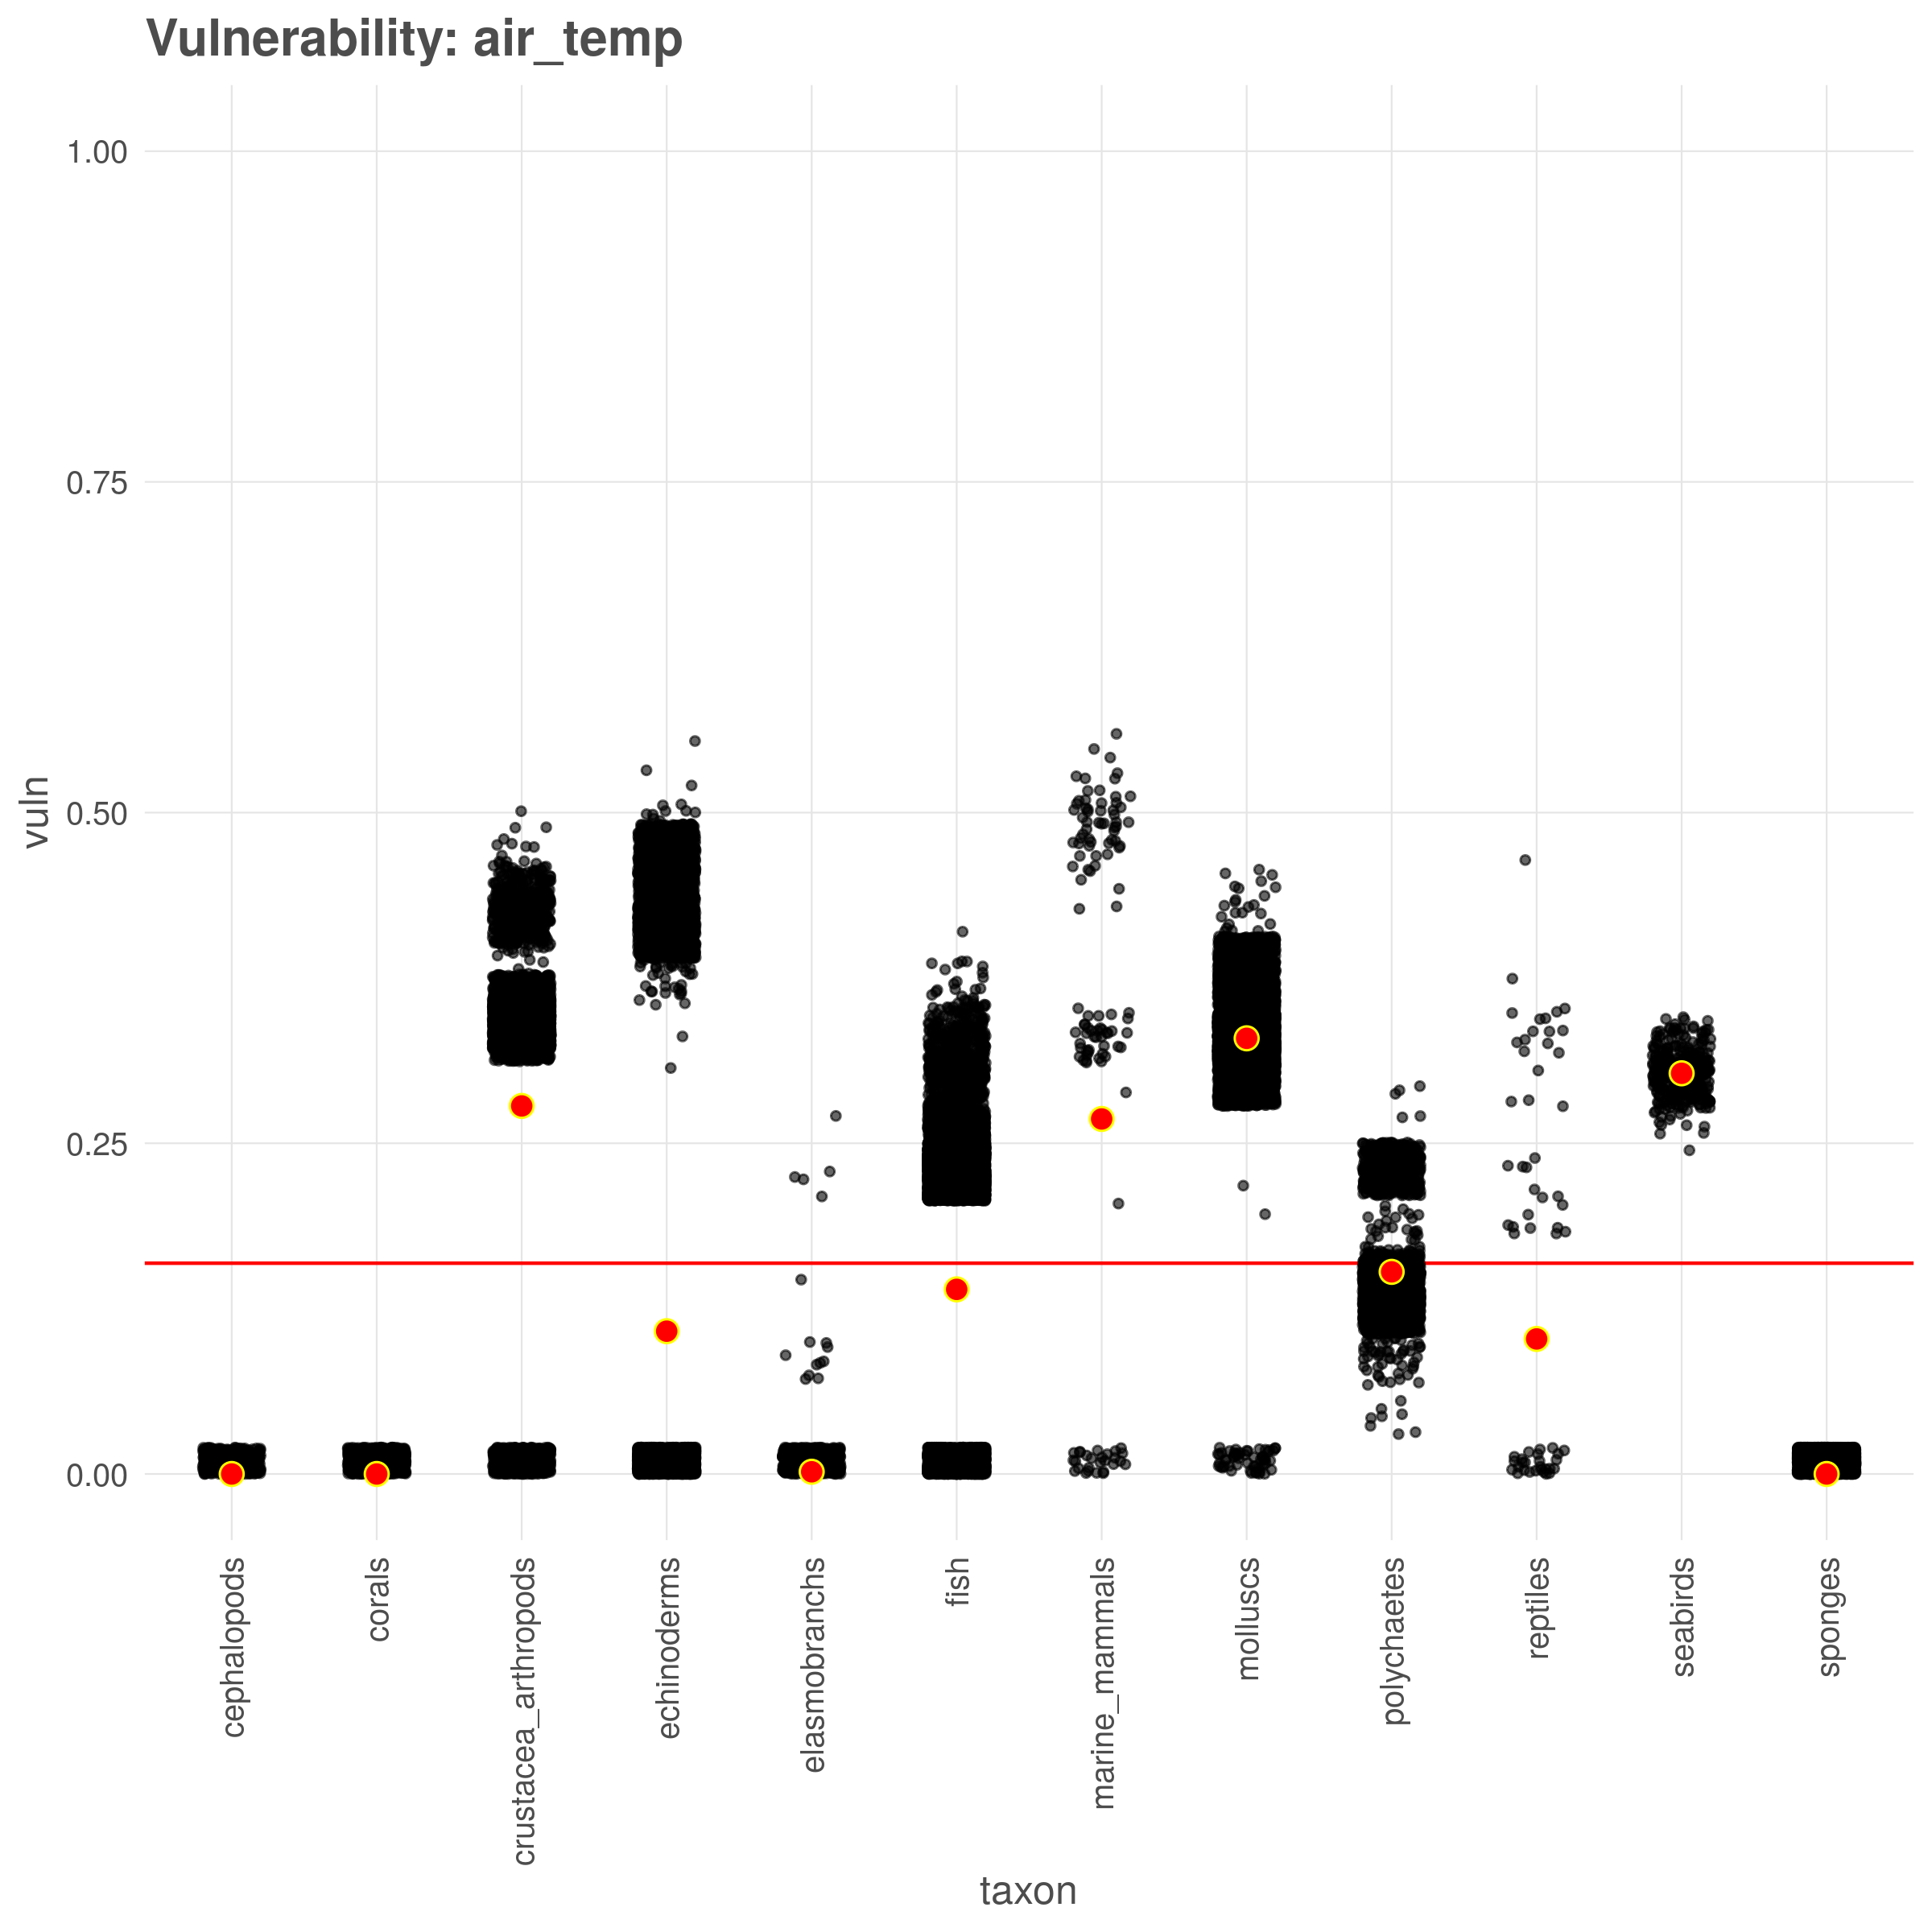 Vulnerability: air_temp
1.00
0.75
0.50
0.25
0.00
vuln
cephalopods
corals
crustacea_arthropods
echinoderms
elasmobranchs
fish
marine_mammals
molluscs
polychaetes
reptiles
seabirds
sponges
taxon